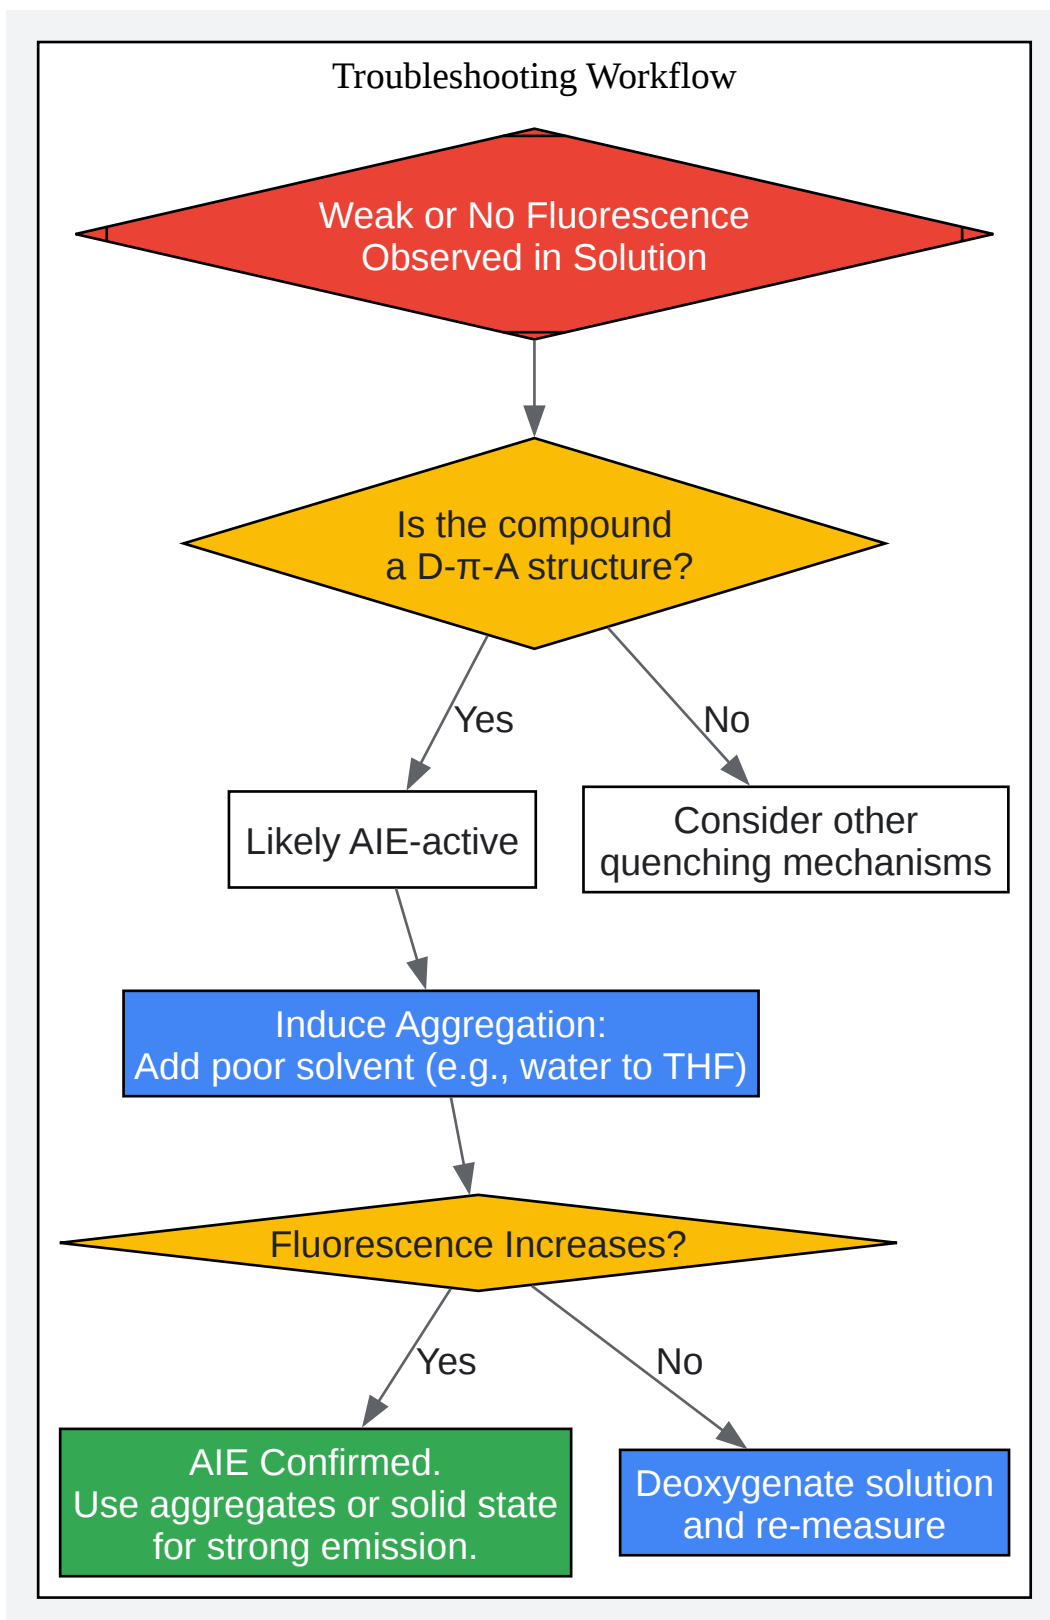 Troubleshooting Workflow
Weak or No Fluorescence
Observed in Solution
Is the compound
a D-π-A structure?
Yes
No
Likely AIE-active
Consider other
quenching mechanisms
Induce Aggregation:
Add poor solvent (e.g., water to THF)
Fluorescence Increases?
Yes
No
AIE Confirmed.
Use aggregates or solid state
for strong emission.
Deoxygenate solution
and re-measure